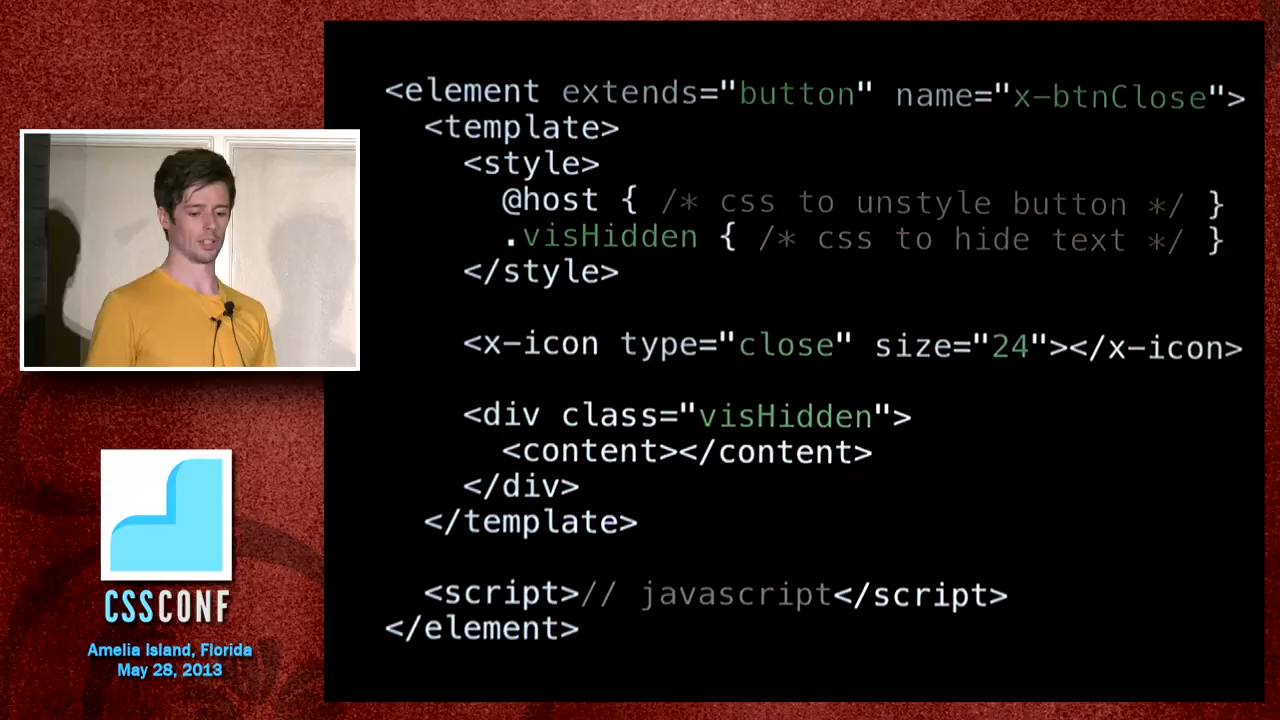 <element extends="button" name="x-btnClose">
<template>
<style>
@host { /* css to unstyle button */ }
.visHidden { /* css to hide text */ }
</style>
<x-icon type="close" size="24"></x-icon>
<div class="visHidden">
<content></content>
</div>
</template>
<script>// javascript</script>
</element>
CSSCONF
Amelia Island, Florida
May 28, 2013